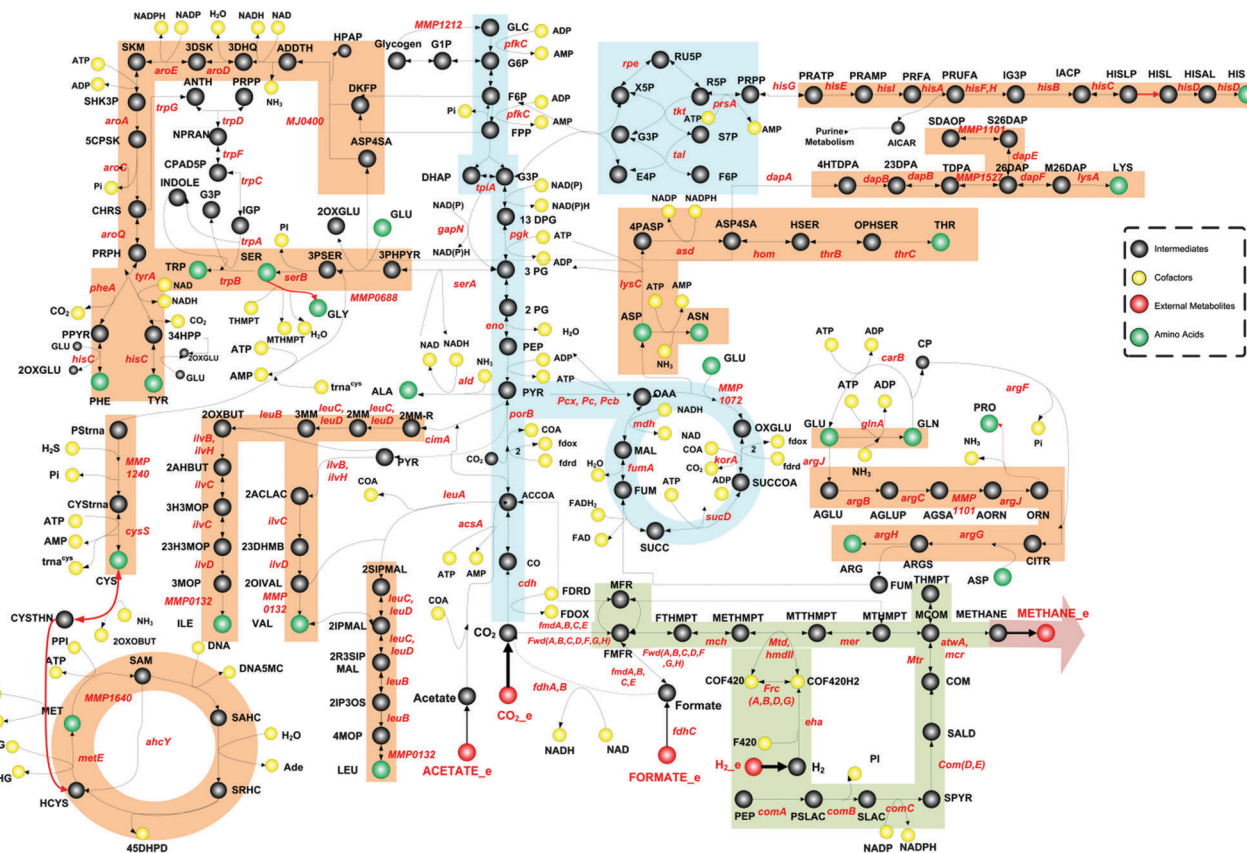 NADPH NADP H₂O NADH NAD
MMP1212 GLC ADP
SKM 3DSK 3DHQ ADDTH HPAP
Glycogen G1P pfkC AMP
G6P
ATP aroE aroD
ANTH PRPP
ADP NH₃ DKFP
SHK3P trpG
aroA trpD MJ0400
F6P ADP
Pi pfkC AMP
FPP
5CPSK NPRAN ASP4SA
trpF
aroC CPAD5P
INDOLE trpC
Pi G3P
CHRS IGP 2OXGLU GLU
aroQ trpA PI
PRPH TRP SER 3PSER 3PHPYR
trpB serB MMP0688
tyrA
pheA NAD
NADH
CO₂ CO₂
PPYR 34HPP
GLU 2OXGLU
hisC hisC
2OXGLU GLU
PHE TYR
GLY
THMPT H₂O
MTHMPT
ATP
AMP
trna cys
DHAP G3P
tpiA NAD(P)
NAD(P) NAD(P)H
13 DPG
gapN pgk ATP
NAD(P)H ADP
3 PG
serA
2 PG
eno H₂O
PEP
NAD NADH ADP
NH₃
ATP
ALA ald PYR
porB
Pcx, Pc, Pcb
rpe RU5P
X5P R5P PRPP
tkt prsA
ATP AMP
G3P S7P
tal
E4P F6P
hisG PRATP PRAMP PRFA PRUFA IG3P IACP HISLP HISL HISAL HIS
hisE hisI hisA hisF,H hisB hisC hisD hisD
Purine
Metabolism
AICAR
SDAOP S26DAP
MMP1101
dapE
4HTDPA 23DPA TDPA 26DAP M26DAP LYS
dapA dapB dapB MMP1527 dapF lysA
NADP NADPH
4PASP ASP4SA HSER OPHSER THR
asd hom thrB thrC
lysC
ATP AMP
ASP ASN
NH₃
GLU
MMP
1072
Intermediates
Cofactors
External Metabolites
Amino Acids
ATP ADP CP
carB
ATP ADP argF
glnA
GLU GLN PRO
NH₃ NH₃ Pi
argJ
argB argC MMP
1101 argJ
AGLU AGLUP AGSA AORN ORN
argH argG
ARG ARGS CITR
FUM ASP
OAA
NADH
mdh OXGLU
NAD fdox
MAL COA 2
korA
fumA CO₂ fdrd
H₂O
FUM ATP ADP SUCCOA
FADH₂
sucD
FAD SUCC
2OXBUT leuB 3MM leuC,
leuD 2MM leuC,
leuD 2MM-R
cimA
ilvB,
ilvH
PYR
ilvB,
ilvH
2AHBUT
ilvC 2ACLAC
3H3MOP
ilvC ilvC
23H3MOP 23DHMB
ilvD ilvD
3MOP 2OIVAL
MMP0132 MMP
0132
ILE VAL
COA
fdox
2
CO₂ fdrd
COA leuA ACCOA
acsA
CO
ATP AMP
cdh
FDRD
COA FDOX
CO₂
2SIPMAL
leuC,
leuD
2IPMAL
leuC,
leuD
2R3SIP
MAL
leuB
2IP3OS
leuB
4MOP
MMP0132
LEU
PStrna
H₂S
MMP
1240
Pi
CYStrna
ATP
cysS
AMP
trna cys
CYS
CYSTHN NH₃
PPI 2OXOBUT DNA
ATP SAM DNA5MC
MMP1640
MET SAHC
H₂O
metE ahcY
Ade
HG
HCYS SRHC
45DHPD
Acetate
ACETATE_e
CO₂_e
fdhA,B
NADH NAD
Formate
fdhC
FORMATE_e
fmdA,B,C,E
Fwd(A,B,C,D,F,G,H)
MFR
FMFR
fmdA,B,
C,E
FTHMPT METHMPT MTTHMPT MTHMPT MCOM METHANE METHANE_e
Fwd(A,B,C,D,F
,G,H)
mch Mtd,
hmdII mer atwA,
mcr
THMPT
Mtr
COF420 COF420H2 COM
Frc
(A,B,D,G)
eha
F420 SALD
H₂_e H₂
PI Com(D,E)
PEP PSLAC SLAC SPYR
comA comB comC
NADP NADPH